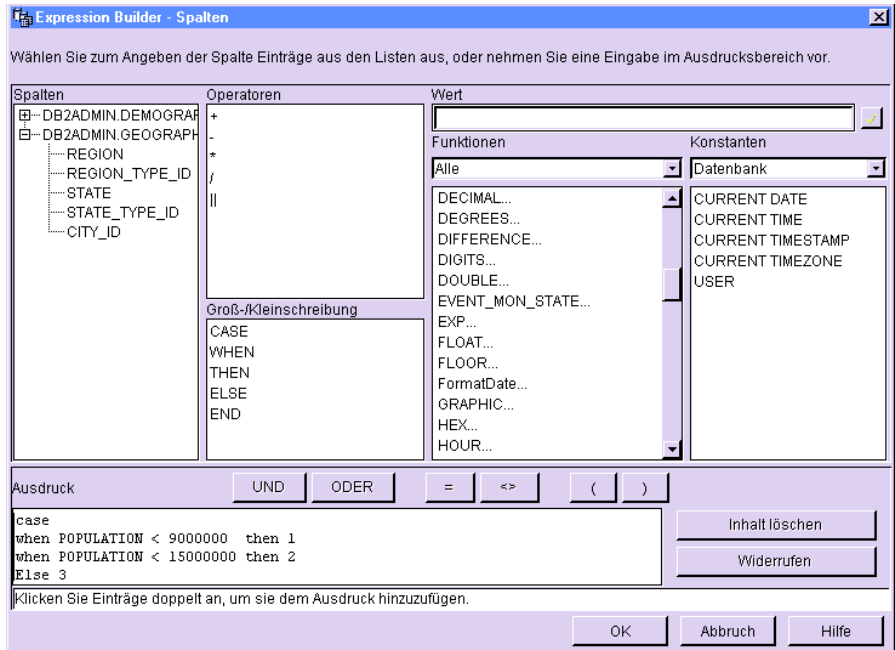 Expression Builder - Spalten
Wählen Sie zum Angeben der Spalte Einträge aus den Listen aus, oder nehmen Sie eine Eingabe im Ausdrucksbereich vor.
Spalten
DB2ADMIN.DEMOGRAF
DB2ADMIN.GEOGRAPH
REGION
REGION_TYPE_ID
STATE
STATE_TYPE_ID
CITY_ID
Operatoren
+
-
*
/
||
Groß-/Kleinschreibung
CASE
WHEN
THEN
ELSE
END
Wert
Funktionen
Alle
DECIMAL...
DEGREES...
DIFFERENCE...
DIGITS...
DOUBLE...
EVENT_MON_STATE...
EXP...
FLOAT...
FLOOR...
FormatDate...
GRAPHIC...
HEX...
HOUR...
Konstanten
Datenbank
CURRENT DATE
CURRENT TIME
CURRENT TIMESTAMP
CURRENT TIMEZONE
USER
Ausdruck
UND
ODER
=
<>
(
)
case
when POPULATION < 9000000  then 1
when POPULATION < 15000000 then 2
Else 3
Inhalt löschen
Widerrufen
Klicken Sie Einträge doppelt an, um sie dem Ausdruck hinzuzufügen.
OK
Abbruch
Hilfe